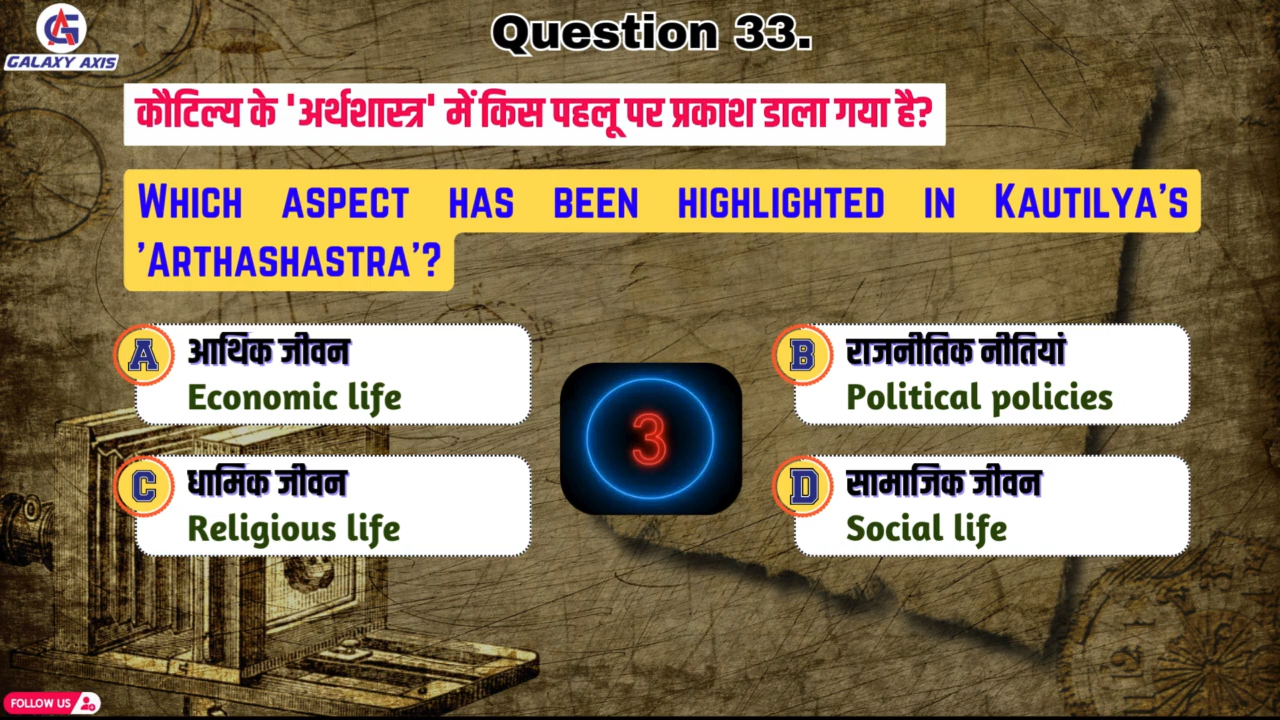 GALAXY AXIS
Question 33.
कौटिल्य के 'अर्थशास्त्र' में किस पहलू पर प्रकाश डाला गया है?
Which aspect has been highlighted in Kautilya's
'Arthashastra'?
A
आर्थिक जीवन
Economic life
B
राजनीतिक नीतियां
Political policies
3
C
धार्मिक जीवन
Religious life
D
सामाजिक जीवन
Social life
FOLLOW US